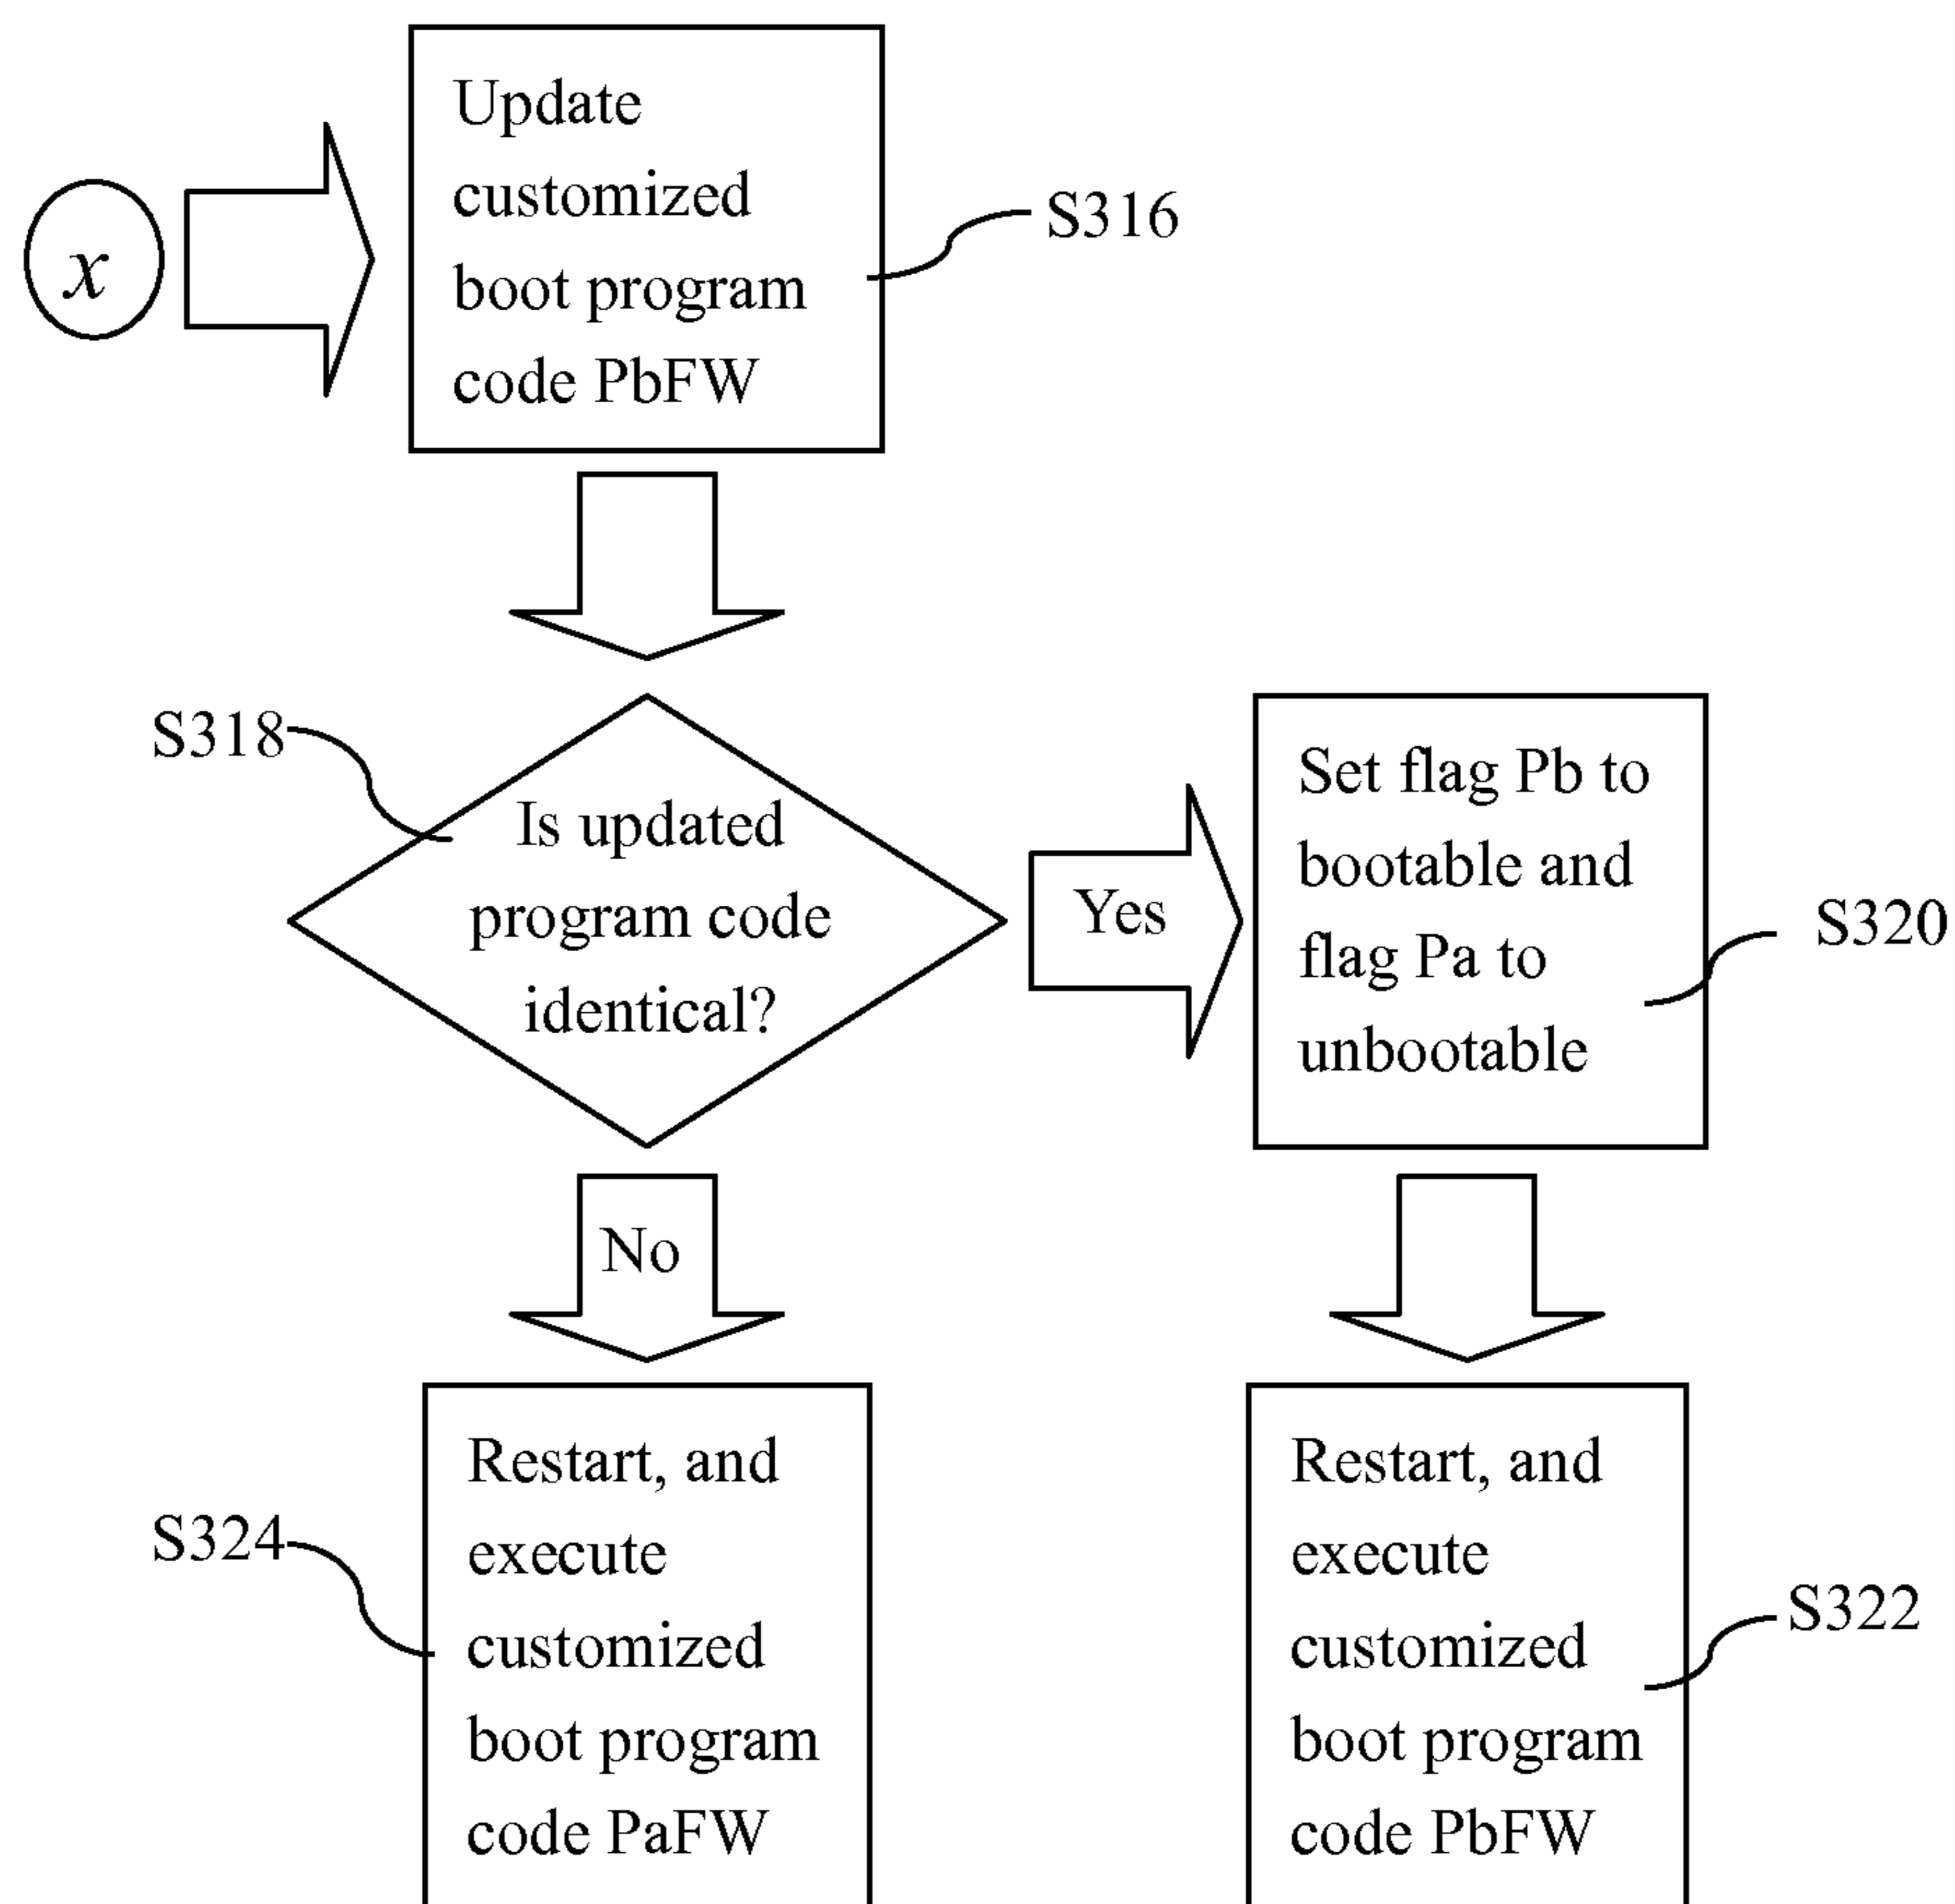 x
Update
customized
boot program
code PbFW
S316
S318
Is updated
program code
identical?
Yes
Set flag Pb to
bootable and
flag Pa to
unbootable
S320
No
S324
Restart, and
execute
customized
boot program
code PaFW
Restart, and
execute
customized
boot program
code PbFW
S322